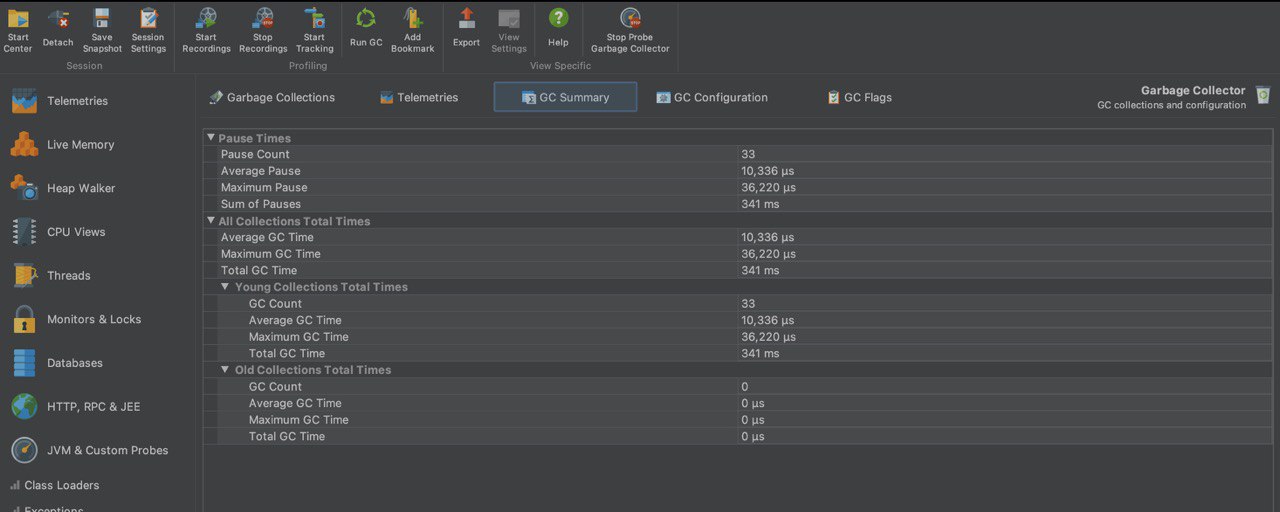 Start Center
Detach
Save Snapshot
Session Settings
Start Recordings
Stop Recordings
Start Tracking
Run GC
Add Bookmark
Export
View Settings
Help
Stop Probe Garbage Collector
Session
Profiling
View Specific
Telemetries
Live Memory
Heap Walker
CPU Views
Threads
Monitors & Locks
Databases
HTTP, RPC & JEE
JVM & Custom Probes
Class Loaders
Exceptions
Garbage Collections
Telemetries
GC Summary
GC Configuration
GC Flags
Garbage Collector
GC collections and configuration
Pause Times
Pause Count 33
Average Pause 10,336 µs
Maximum Pause 36,220 µs
Sum of Pauses 341 ms
All Collections Total Times
Average GC Time 10,336 µs
Maximum GC Time 36,220 µs
Total GC Time 341 ms
Young Collections Total Times
GC Count 33
Average GC Time 10,336 µs
Maximum GC Time 36,220 µs
Total GC Time 341 ms
Old Collections Total Times
GC Count 0
Average GC Time 0 µs
Maximum GC Time 0 µs
Total GC Time 0 µs